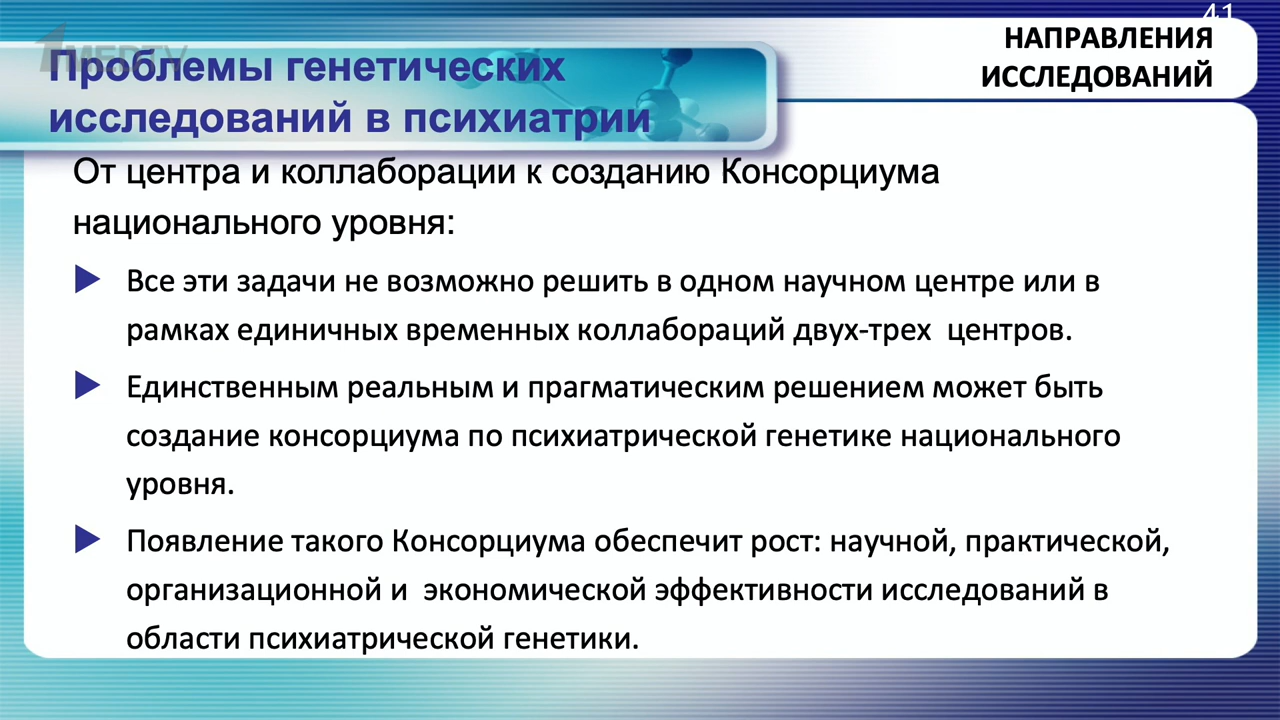 41
НАПРАВЛЕНИЯ
ИССЛЕДОВАНИЙ
1MEDTV
Проблемы генетических
исследований в психиатрии
От центра и коллаборации к созданию Консорциума
национального уровня:
Все эти задачи не возможно решить в одном научном центре или в
рамках единичных временных коллабораций двух-трех центров.
Единственным реальным и прагматическим решением может быть
создание консорциума по психиатрической генетике национального
уровня.
Появление такого Консорциума обеспечит рост: научной, практической,
организационной и экономической эффективности исследований в
области психиатрической генетики.